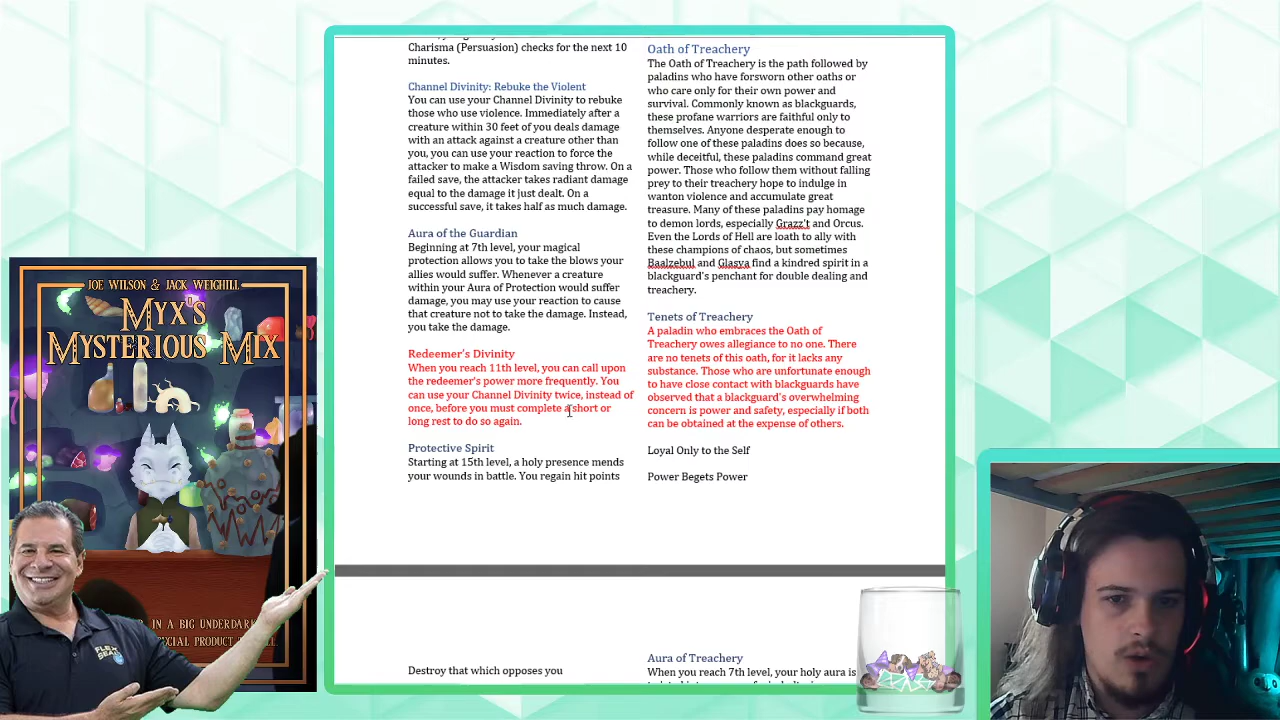 Charisma (Persuasion) checks for the next 10
minutes.
Channel Divinity: Rebuke the Violent
You can use your Channel Divinity to rebuke
those who use violence. Immediately after a
creature within 30 feet of you deals damage
with an attack against a creature other than
you, you can use your reaction to force the
attacker to make a Wisdom saving throw. On a
failed save, the attacker takes radiant damage
equal to the damage it just dealt. On a
successful save, it takes half as much damage.
Aura of the Guardian
Beginning at 7th level, your magical
protection allows you to take the blows your
allies would suffer. Whenever a creature
within your Aura of Protection would suffer
damage, you may use your reaction to cause
that creature not to take the damage. Instead,
you take the damage.
Redeemer's Divinity
When you reach 11th level, you can call upon
the redeemer's power more frequently. You
can use your Channel Divinity twice, instead of
once, before you must complete a short or
long rest to do so again.
Protective Spirit
Starting at 15th level, a holy presence mends
your wounds in battle. You regain hit points
Destroy that which opposes you
Oath of Treachery
The Oath of Treachery is the path followed by
paladins who have forsworn other oaths or
who care only for their own power and
survival. Commonly known as blackguards,
these profane warriors are faithful only to
themselves. Anyone desperate enough to
follow one of these paladins does so because,
while deceitful, these paladins command great
power. Those who follow them without falling
prey to their treachery hope to indulge in
wanton violence and accumulate great
treasure. Many of these paladins pay homage
to demon lords, especially Grazz't and Orcus.
Even the Lords of Hell are loath to ally with
these champions of chaos, but sometimes
Baalzebul and Glasya find a kindred spirit in a
blackguard's penchant for double dealing and
treachery.
Tenets of Treachery
A paladin who embraces the Oath of
Treachery owes allegiance to no one. There
are no tenets of this oath, for it lacks any
substance. Those who are unfortunate enough
to have close contact with blackguards have
observed that a blackguard's overwhelming
concern is power and safety, especially if both
can be obtained at the expense of others.
Loyal Only to the Self
Power Begets Power
Aura of Treachery
When you reach 7th level, your holy aura is
JOE WILSON & JACK WEIGHILL
MYX'S
MYSTERIOUS MIX
IN A BIG UNDERDAR
ECIAL PRODUCT